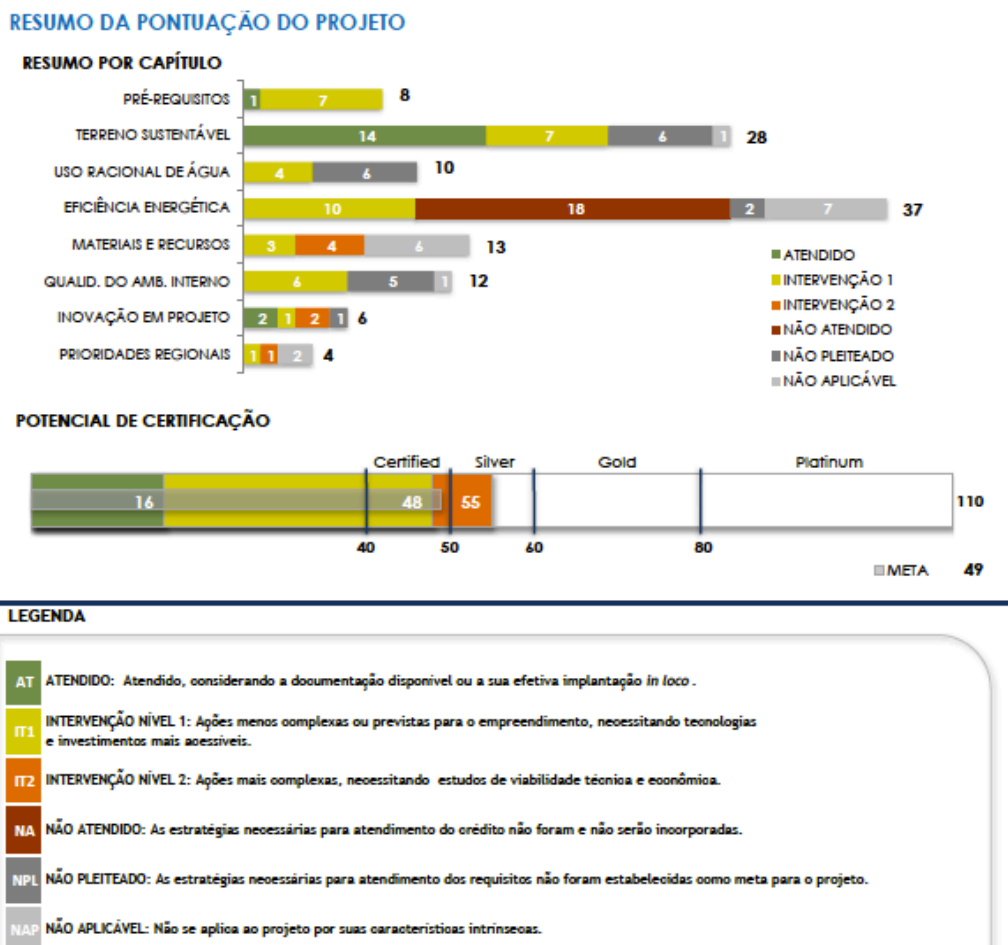 RESUMO DA PONTUAÇÃO DO PROJETO
RESUMO POR CAPÍTULO
PRÉ-REQUISITOS 1 7 8
TERRENO SUSTENTÁVEL 14 7 6 1 28
USO RACIONAL DE ÁGUA 4 6 10
EFICIÊNCIA ENERGÉTICA 10 18 2 7 37
MATERIAIS E RECURSOS 3 4 6 13
QUALID. DO AMB. INTERNO 6 5 1 12
INOVAÇÃO EM PROJETO 2 1 2 1 6
PRIORIDADES REGIONAIS 1 1 2 4
ATENDIDO
INTERVENÇÃO 1
INTERVENÇÃO 2
NÃO ATENDIDO
NÃO PLEITEADO
NÃO APLICÁVEL
POTENCIAL DE CERTIFICAÇÃO
Certified Silver Gold Platinum
16 48 55 110
40 50 60 80
META 49
LEGENDA
AT ATENDIDO: Atendido, considerando a documentação disponível ou a sua efetiva implantação in loco .
IT1 INTERVENÇÃO NÍVEL 1: Ações menos complexas ou previstas para o empreendimento, necessitando tecnologias
e investimentos mais acessíveis.
IT2 INTERVENÇÃO NÍVEL 2: Ações mais complexas, necessitando estudos de viabilidade técnica e econômica.
NA NÃO ATENDIDO: As estratégias necessárias para atendimento do crédito não foram e não serão incorporadas.
NPL NÃO PLEITEADO: As estratégias necessárias para atendimento dos requisitos não foram estabelecidas como meta para o projeto.
NAP NÃO APLICÁVEL: Não se aplica ao projeto por suas características intrínsecas.